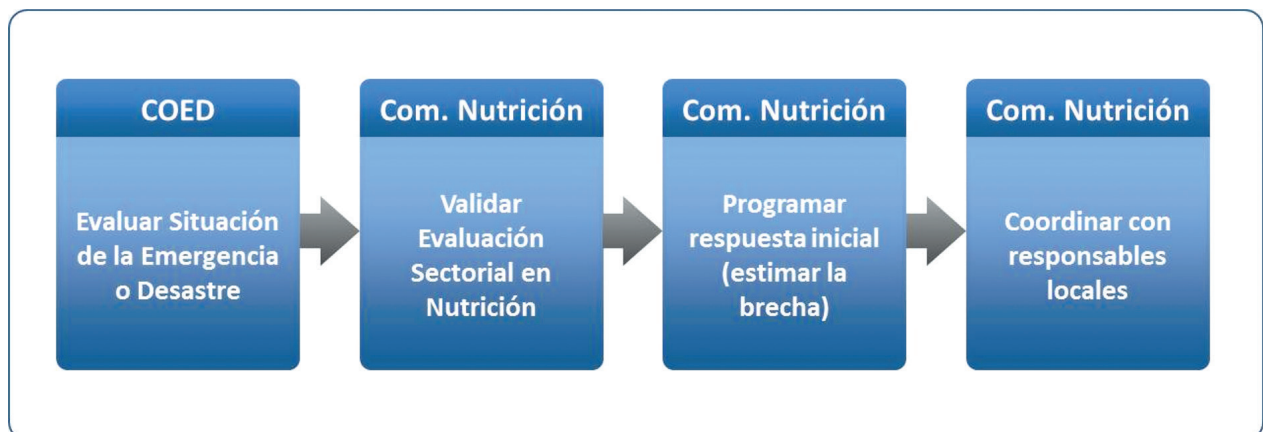 COED
Evaluar Situación
de la Emergencia
o Desastre
Com. Nutrición
Validar
Evaluación
Sectorial en
Nutrición
Com. Nutrición
Programar
respuesta inicial
(estimar la
brecha)
Com. Nutrición
Coordinar con
responsables
locales